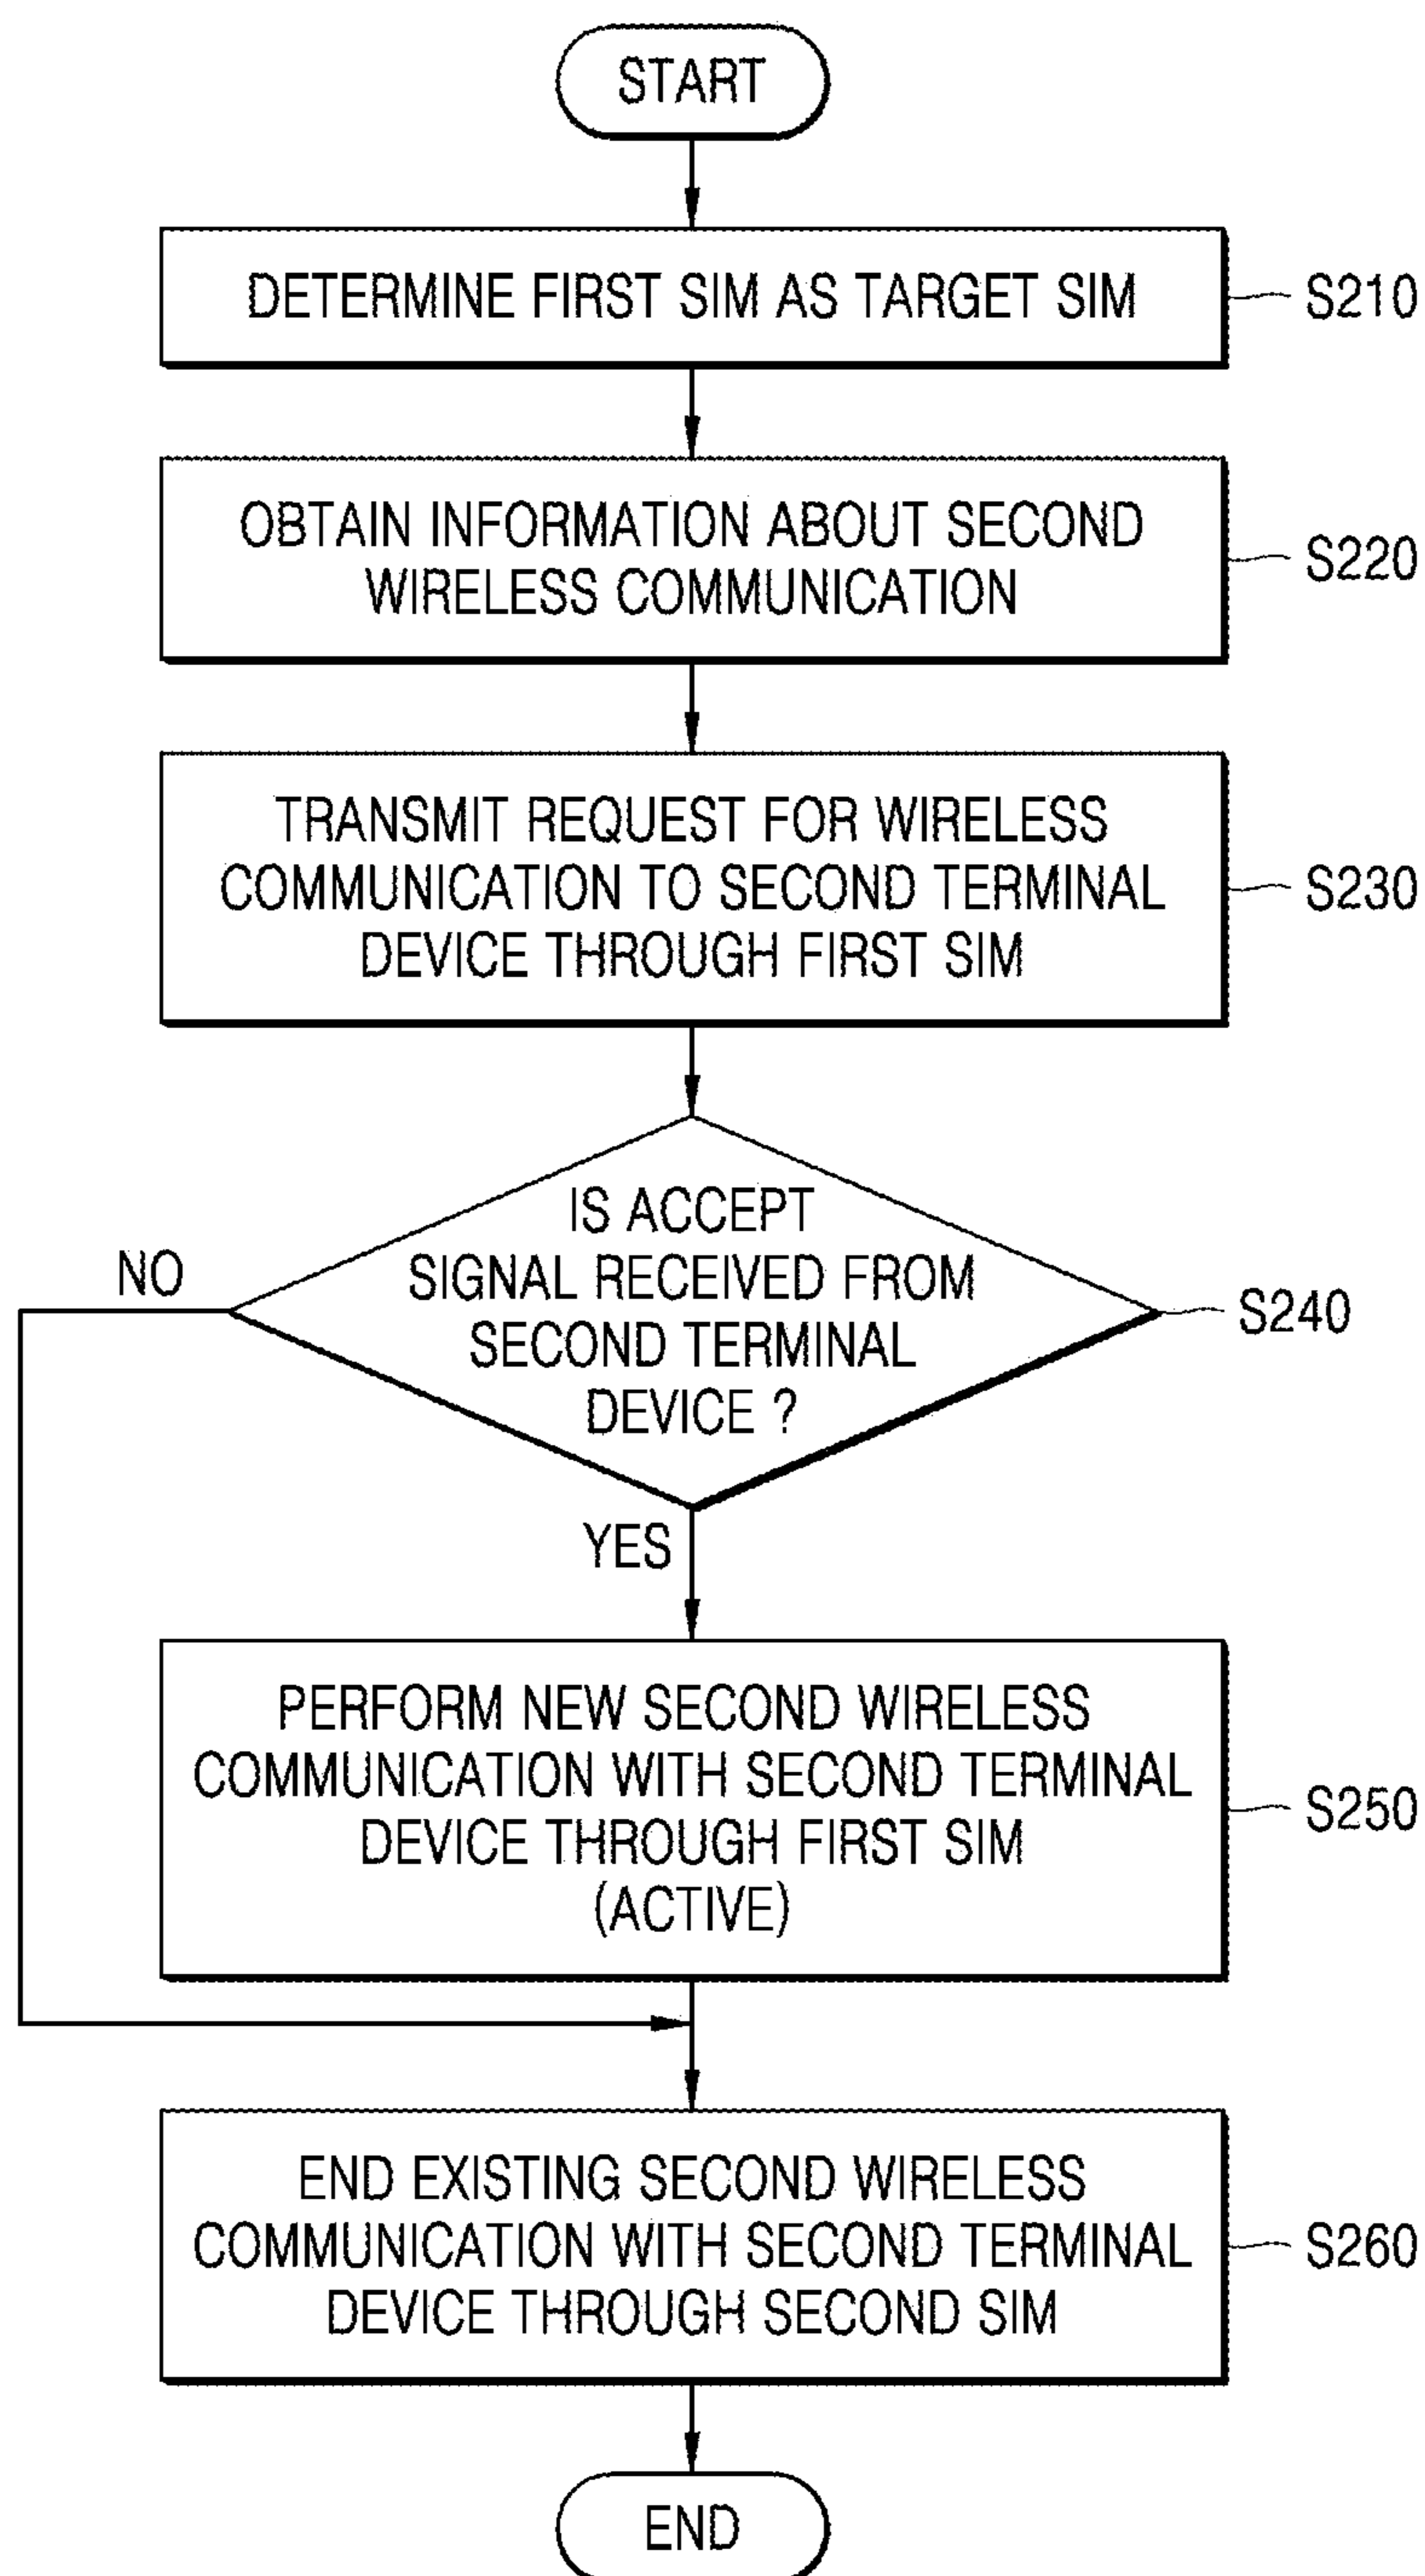 START
DETERMINE FIRST SIM AS TARGET SIM
S210
OBTAIN INFORMATION ABOUT SECOND
WIRELESS COMMUNICATION
S220
TRANSMIT REQUEST FOR WIRELESS
COMMUNICATION TO SECOND TERMINAL
DEVICE THROUGH FIRST SIM
S230
IS ACCEPT
SIGNAL RECEIVED FROM
SECOND TERMINAL
DEVICE ?
S240
NO
YES
PERFORM NEW SECOND WIRELESS
COMMUNICATION WITH SECOND TERMINAL
DEVICE THROUGH FIRST SIM
(ACTIVE)
S250
END EXISTING SECOND WIRELESS
COMMUNICATION WITH SECOND TERMINAL
DEVICE THROUGH SECOND SIM
S260
END